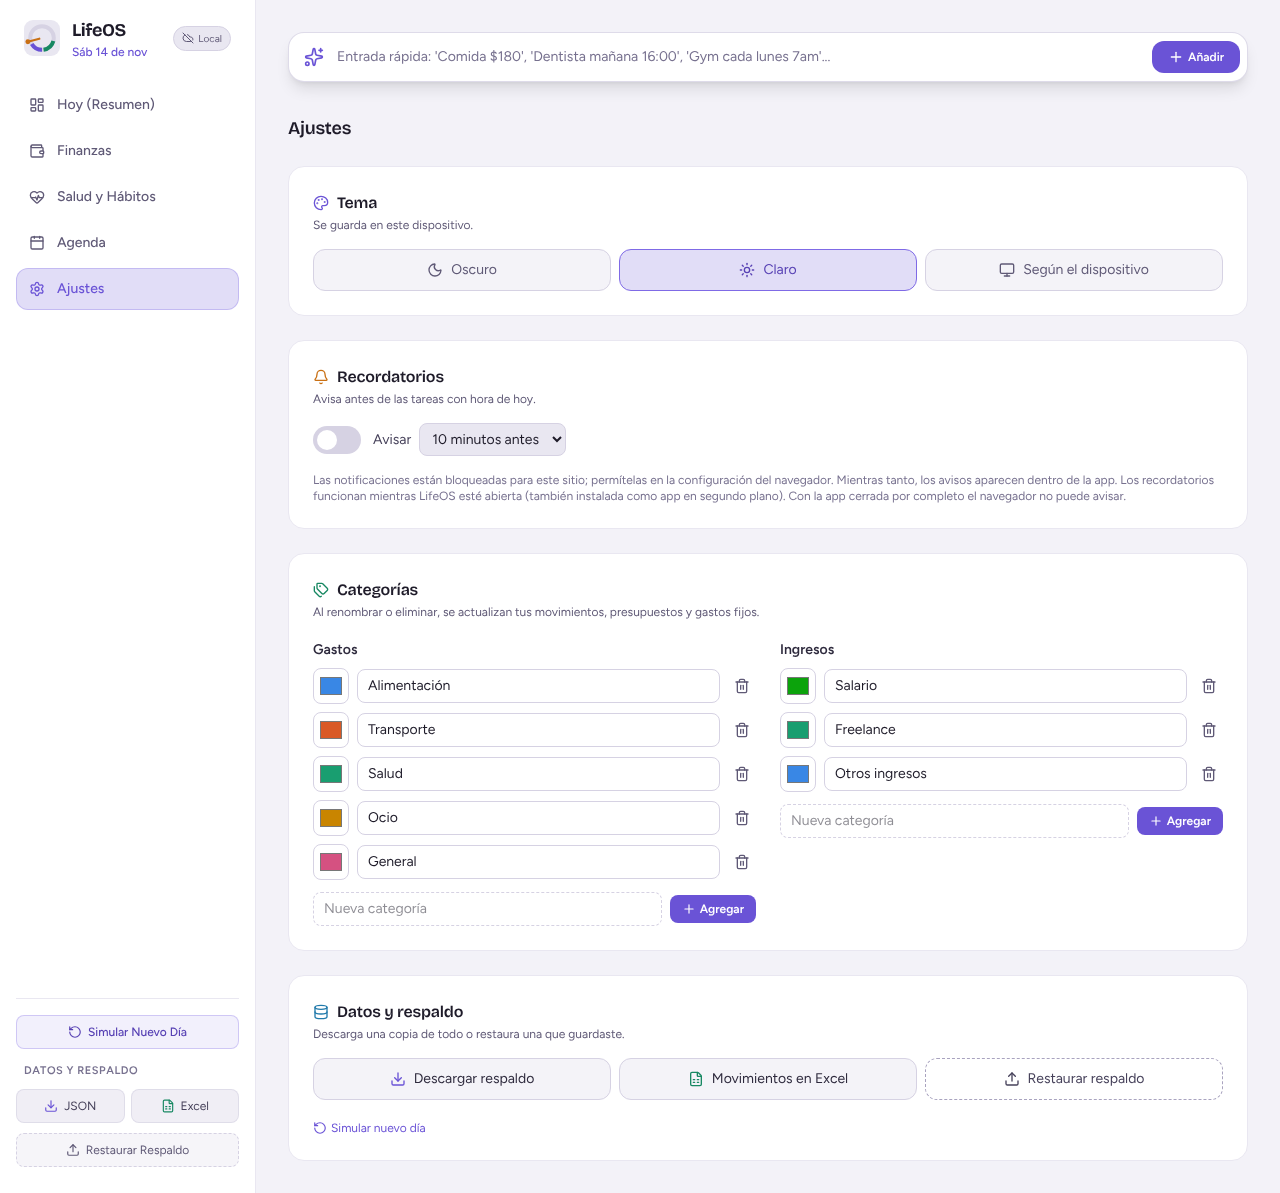 LifeOS
Sáb 14 de nov
Local
Hoy (Resumen)
Finanzas
Salud y Hábitos
Agenda
Ajustes
Simular Nuevo Día
DATOS Y RESPALDO
JSON
Excel
Restaurar Respaldo
Entrada rápida: 'Comida $180', 'Dentista mañana 16:00', 'Gym cada lunes 7am'...
Añadir
Ajustes
Tema
Se guarda en este dispositivo.
Oscuro
Claro
Según el dispositivo
Recordatorios
Avisa antes de las tareas con hora de hoy.
Avisar
10 minutos antes
Las notificaciones están bloqueadas para este sitio; permítelas en la configuración del navegador. Mientras tanto, los avisos aparecen dentro de la app. Los recordatorios
funcionan mientras LifeOS esté abierta (también instalada como app en segundo plano). Con la app cerrada por completo el navegador no puede avisar.
Categorías
Al renombrar o eliminar, se actualizan tus movimientos, presupuestos y gastos fijos.
Gastos
Alimentación
Transporte
Salud
Ocio
General
Nueva categoría
Agregar
Ingresos
Salario
Freelance
Otros ingresos
Nueva categoría
Agregar
Datos y respaldo
Descarga una copia de todo o restaura una que guardaste.
Descargar respaldo
Movimientos en Excel
Restaurar respaldo
Simular nuevo día